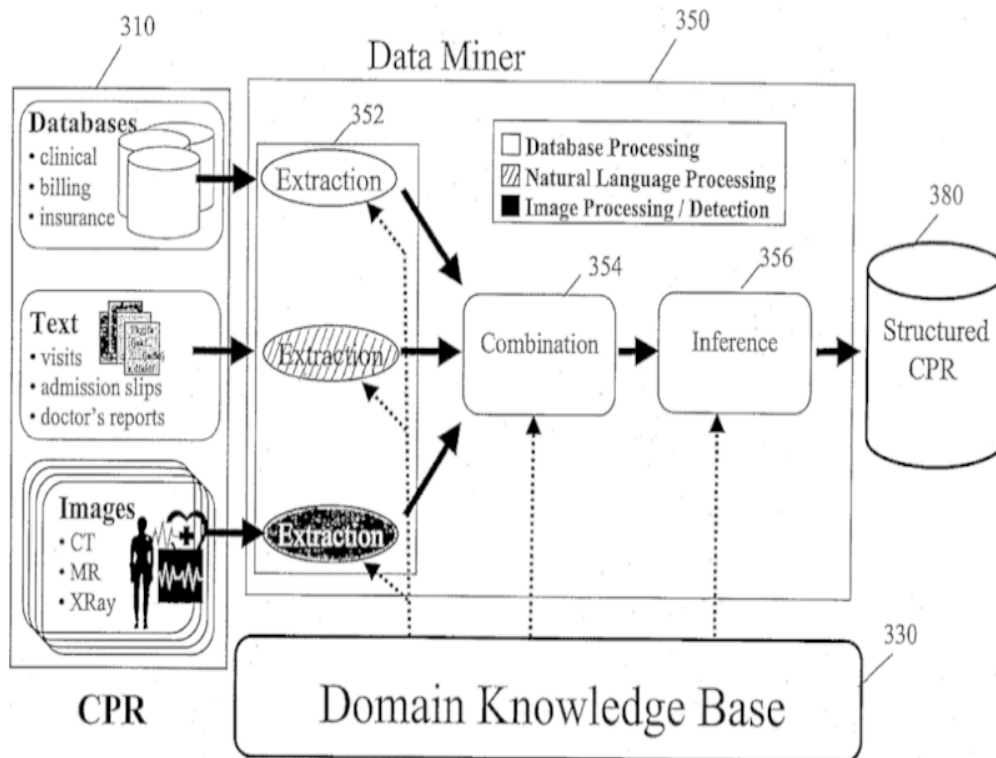 310
350
Data Miner
Databases
• clinical
• billing
• insurance
352
Extraction
Database Processing
Natural Language Processing
Image Processing / Detection
380
Text
• visits
• admission slips
• doctor's reports
Extraction
354
Combination
356
Inference
Structured
CPR
Images
• CT
• MR
• XRay
Extraction
330
CPR
Domain Knowledge Base